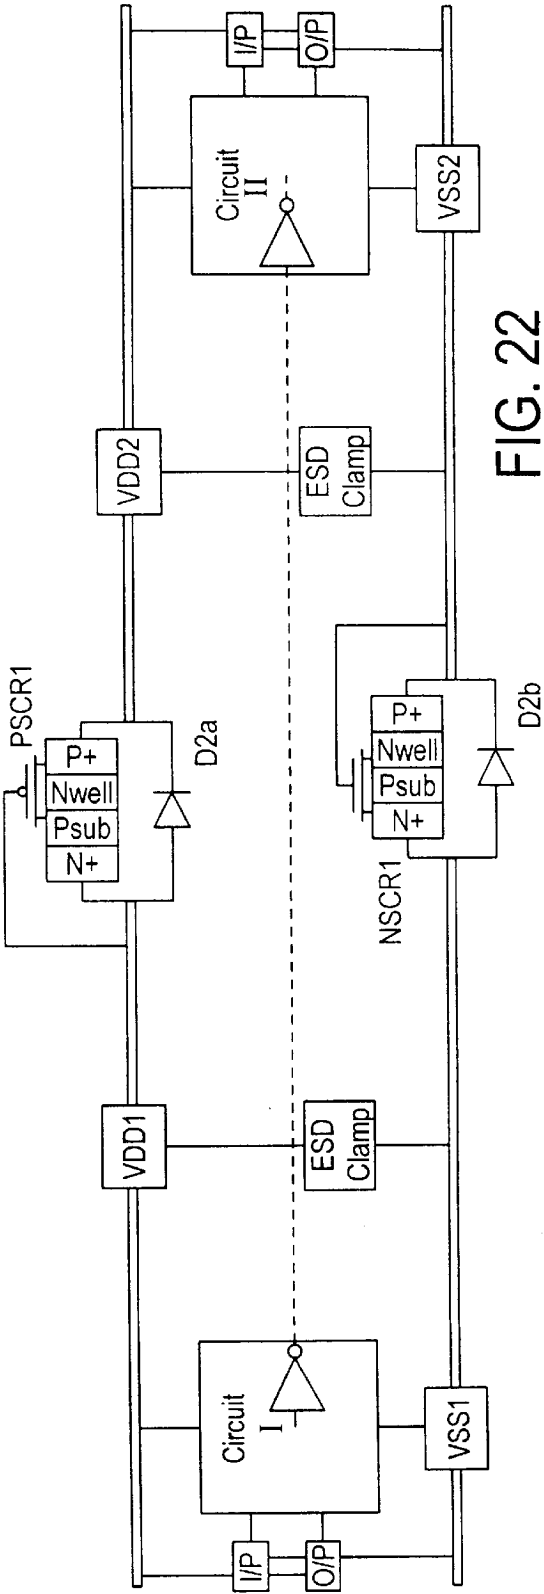 PSCR1
N+ Psub Nwell P+
D2a
VDD1
VDD2
I/P
O/P
Circuit
I
ESD
Clamp
ESD
Clamp
Circuit
II
I/P
O/P
NSCR1
N+ Psub Nwell P+
D2b
VSS1
VSS2
FIG. 22